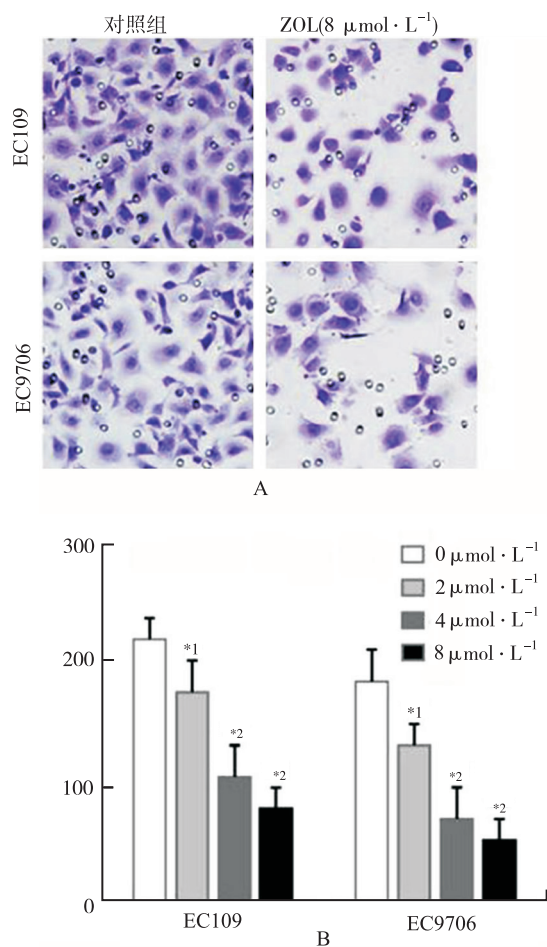 对照组 ZOL(8 μmol·L⁻¹)
EC109
EC9706
A
300
200
100
0
0 μmol·L⁻¹
2 μmol·L⁻¹
4 μmol·L⁻¹
8 μmol·L⁻¹
*1 *2 *2
*1 *2 *2
EC109 EC9706
B